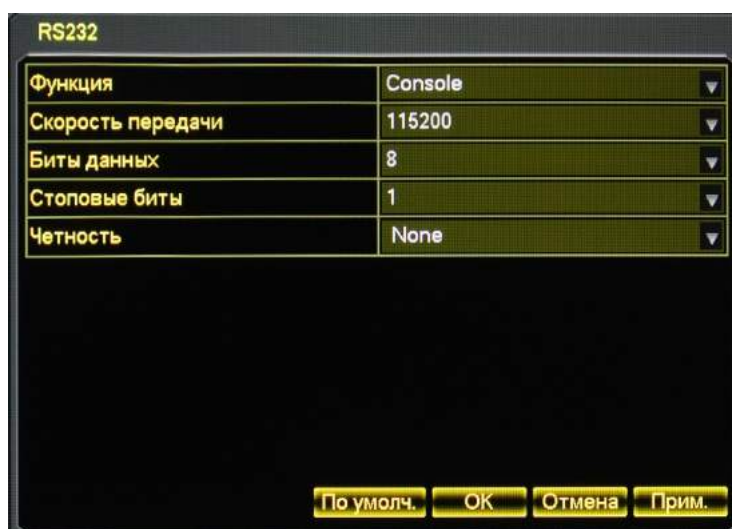 RS232
Функция Console
Скорость передачи 115200
Биты данных 8
Стоповые биты 1
Четность None
По умолч. OK Отмена Прим.